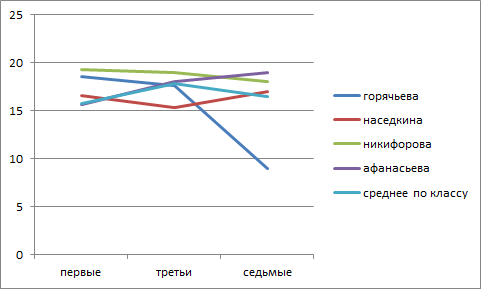 25
20
15
10
5
0
первые третьи седьмые
горячьева
наседкина
никифорова
афанасьева
среднее по классу